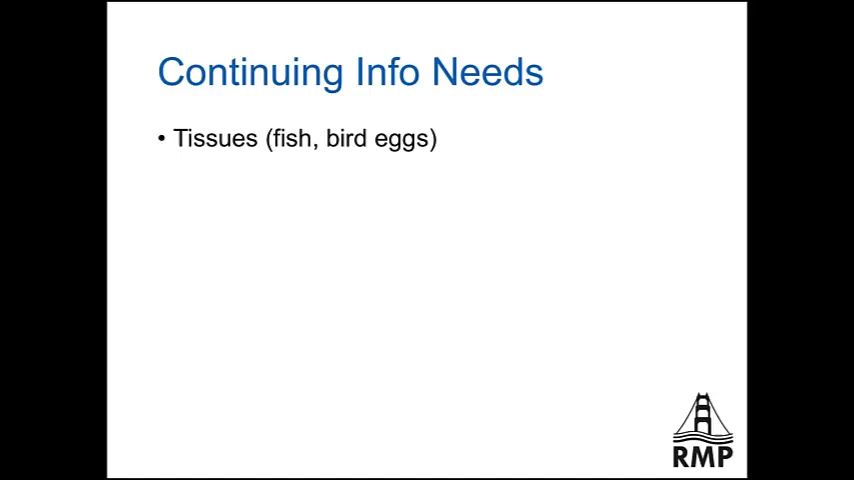 Continuing Info Needs
• Tissues (fish, bird eggs)
RMP